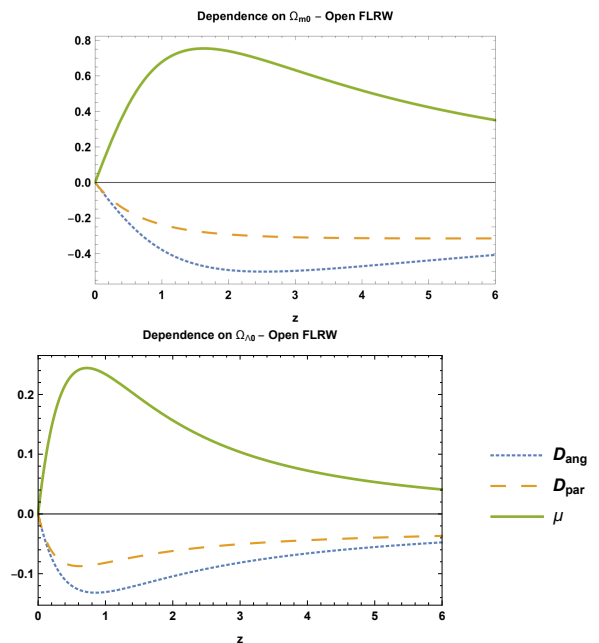 Dependence on Ωm0 – Open FLRW
0.8
0.6
0.4
0.2
0.0
−0.2
−0.4
0 1 2 3 4 5 6
z
Dependence on ΩΛ0 – Open FLRW
0.2
0.1
0.0
−0.1
0 1 2 3 4 5 6
z
Dang
Dpar
μ